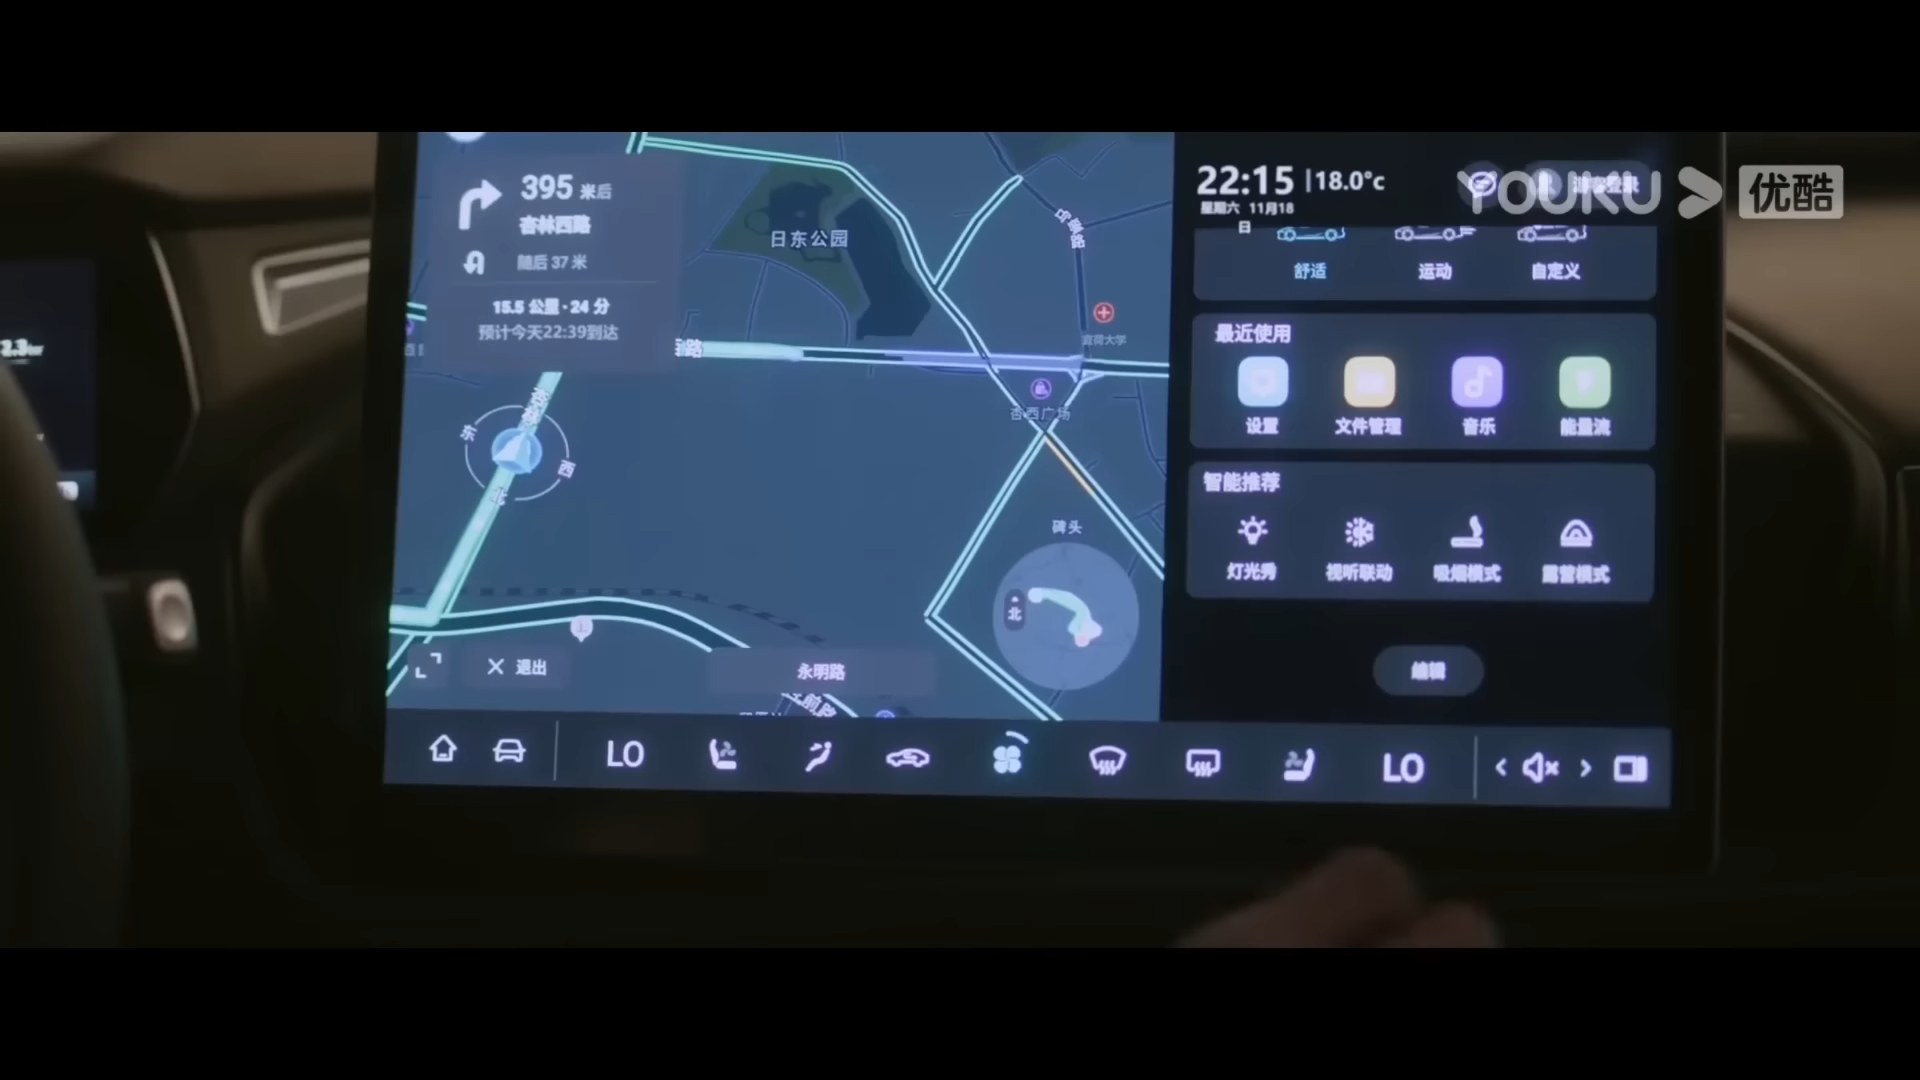 395 米后
杏林西路
随后 37 米
15.5 公里·24 分
预计今天22:39到达
日东公园
杏西广场
碑头
东
西
北
北
退出
永明路
22:15 | 18.0°c
星期六 11月18
日
YOUKU 优酷
舒适
运动
自定义
最近使用
设置
文件管理
音乐
能量流
智能推荐
灯光秀
视听联动
吸烟模式
露营模式
编辑
LO
LO